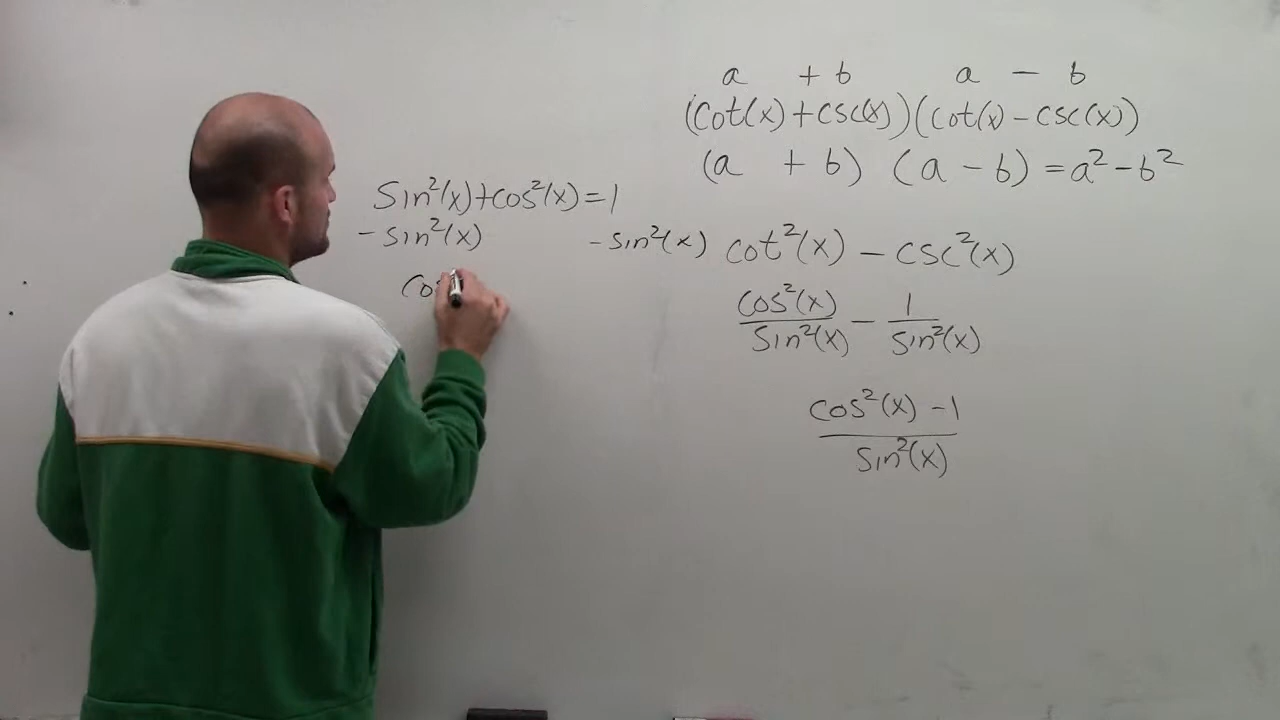 a + b a - b
(cot(x)+csc(x))(cot(x)-csc(x))
(a + b) (a - b) = a² - b²
sin²(x)+cos²(x)=1
-sin²(x) -sin²(x)
cos
cot²(x) - csc²(x)
cos²(x)/sin²(x) - 1/sin²(x)
cos²(x) - 1
sin²(x)